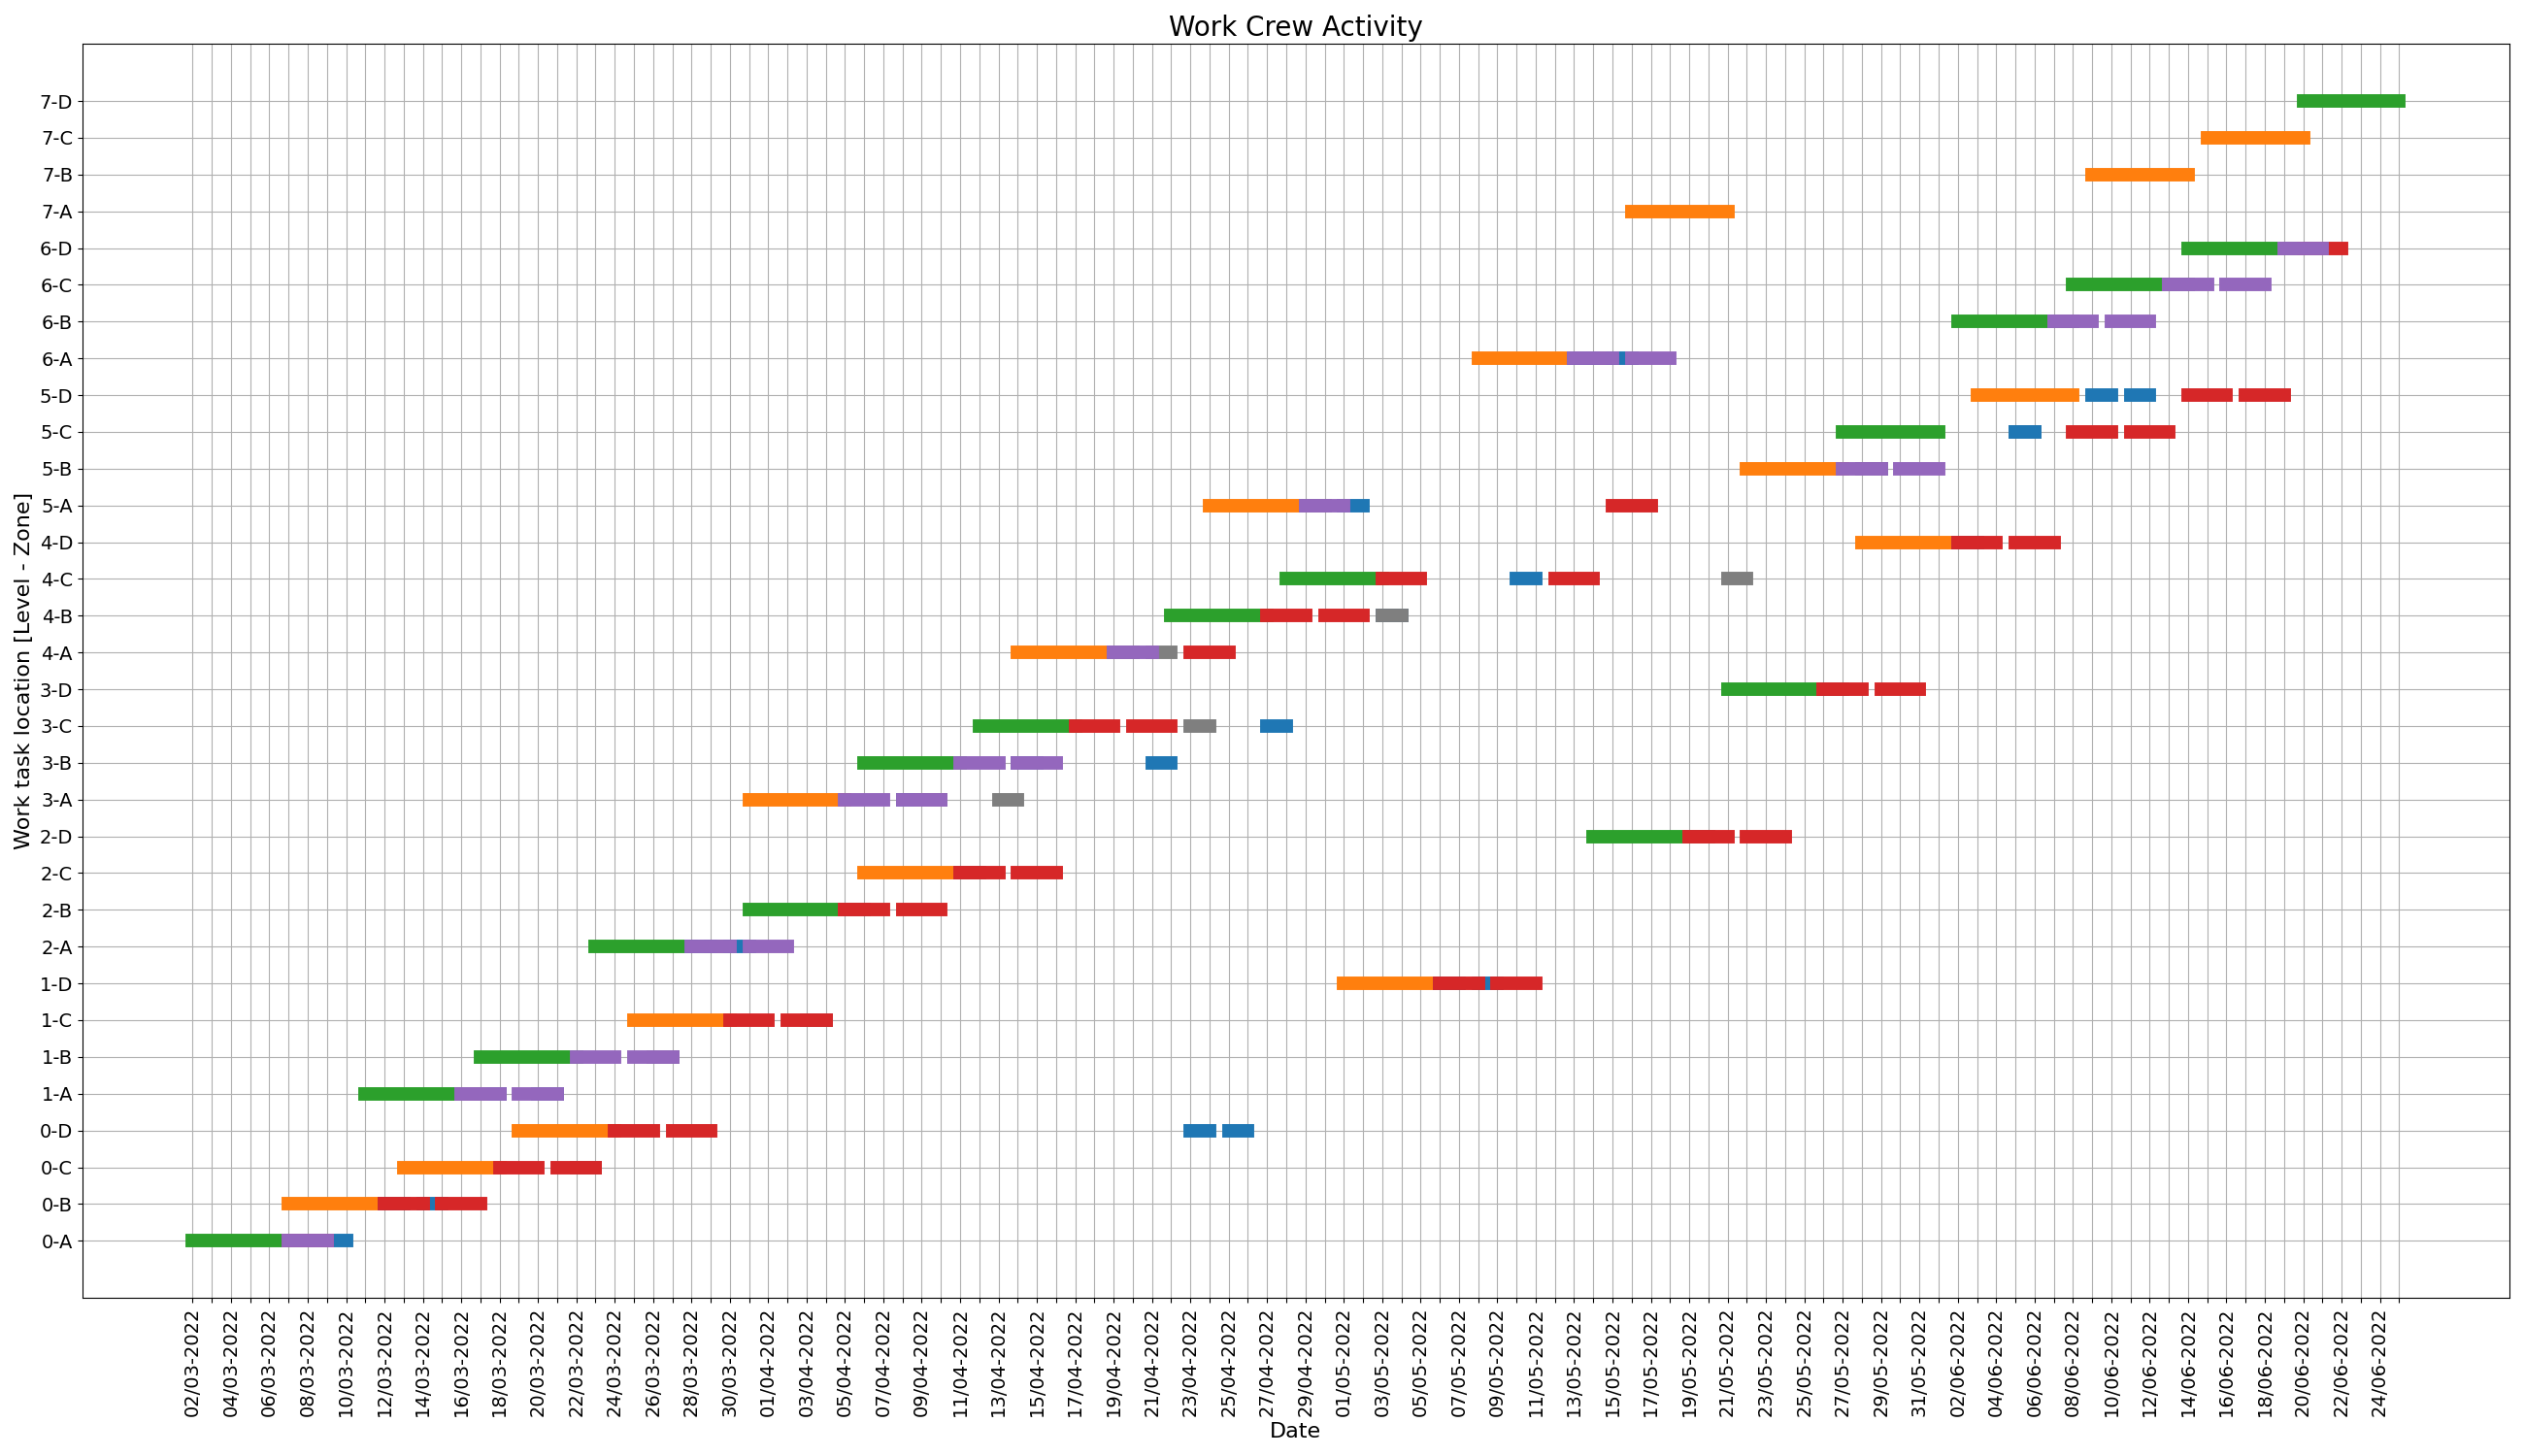 Work Crew Activity
Work task location [Level - Zone]
7-D
7-C
7-B
7-A
6-D
6-C
6-B
6-A
5-D
5-C
5-B
5-A
4-D
4-C
4-B
4-A
3-D
3-C
3-B
3-A
2-D
2-C
2-B
2-A
1-D
1-C
1-B
1-A
0-D
0-C
0-B
0-A
02/03-2022
04/03-2022
06/03-2022
08/03-2022
10/03-2022
12/03-2022
14/03-2022
16/03-2022
18/03-2022
20/03-2022
22/03-2022
24/03-2022
26/03-2022
28/03-2022
30/03-2022
01/04-2022
03/04-2022
05/04-2022
07/04-2022
09/04-2022
11/04-2022
13/04-2022
15/04-2022
17/04-2022
19/04-2022
21/04-2022
23/04-2022
25/04-2022
27/04-2022
29/04-2022
01/05-2022
03/05-2022
05/05-2022
07/05-2022
09/05-2022
11/05-2022
13/05-2022
15/05-2022
17/05-2022
19/05-2022
21/05-2022
23/05-2022
25/05-2022
27/05-2022
29/05-2022
31/05-2022
02/06-2022
04/06-2022
06/06-2022
08/06-2022
10/06-2022
12/06-2022
14/06-2022
16/06-2022
18/06-2022
20/06-2022
22/06-2022
24/06-2022
Date